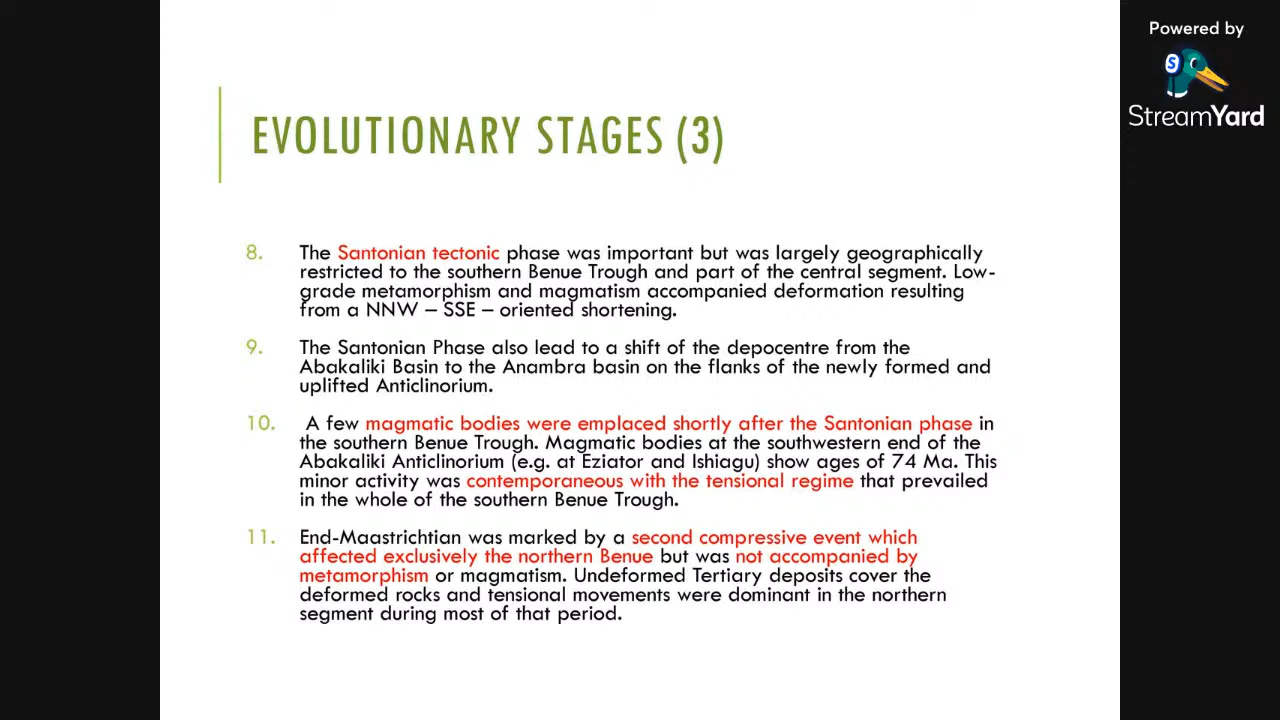 Powered by
StreamYard
EVOLUTIONARY STAGES (3)
8. The Santonian tectonic phase was important but was largely geographically
restricted to the southern Benue Trough and part of the central segment. Low-
grade metamorphism and magmatism accompanied deformation resulting
from a NNW – SSE – oriented shortening.
9. The Santonian Phase also lead to a shift of the depocentre from the
Abakaliki Basin to the Anambra basin on the flanks of the newly formed and
uplifted Anticlinorium.
10. A few magmatic bodies were emplaced shortly after the Santonian phase in
the southern Benue Trough. Magmatic bodies at the southwestern end of the
Abakaliki Anticlinorium (e.g. at Eziator and Ishiagu) show ages of 74 Ma. This
minor activity was contemporaneous with the tensional regime that prevailed
in the whole of the southern Benue Trough.
11. End-Maastrichtian was marked by a second compressive event which
affected exclusively the northern Benue but was not accompanied by
metamorphism or magmatism. Undeformed Tertiary deposits cover the
deformed rocks and tensional movements were dominant in the northern
segment during most of that period.